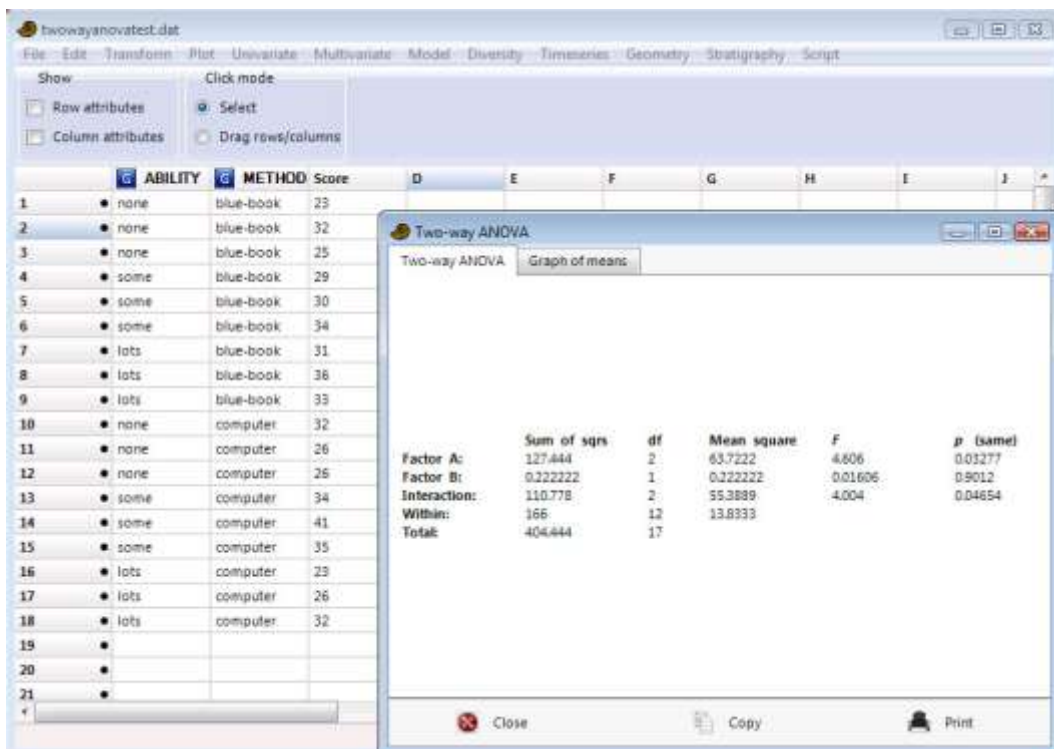 twowayanovatest.dat
File Edit Transform Plot Univariate Multivariate Model Diversity Timeseries Geometry Stratigraphy Script
Show Click mode
Row attributes Select
Column attributes Drag rows/columns
G ABILITY G METHOD Score D E F G H I J
1 none blue-book 23
2 none blue-book 32
3 none blue-book 25
4 some blue-book 29
5 some blue-book 30
6 some blue-book 34
7 lots blue-book 31
8 lots blue-book 36
9 lots blue-book 33
10 none computer 32
11 none computer 26
12 none computer 26
13 some computer 34
14 some computer 41
15 some computer 35
16 lots computer 23
17 lots computer 26
18 lots computer 32
19
20
21
Two-way ANOVA
Two-way ANOVA Graph of means
Sum of sqrs df Mean square F p (same)
Factor A: 127.444 2 63.7222 4.606 0.03277
Factor B: 0.222222 1 0.222222 0.01606 0.9012
Interaction: 110.778 2 55.3889 4.004 0.04654
Within: 166 12 13.8333
Total: 404.444 17
Close Copy Print